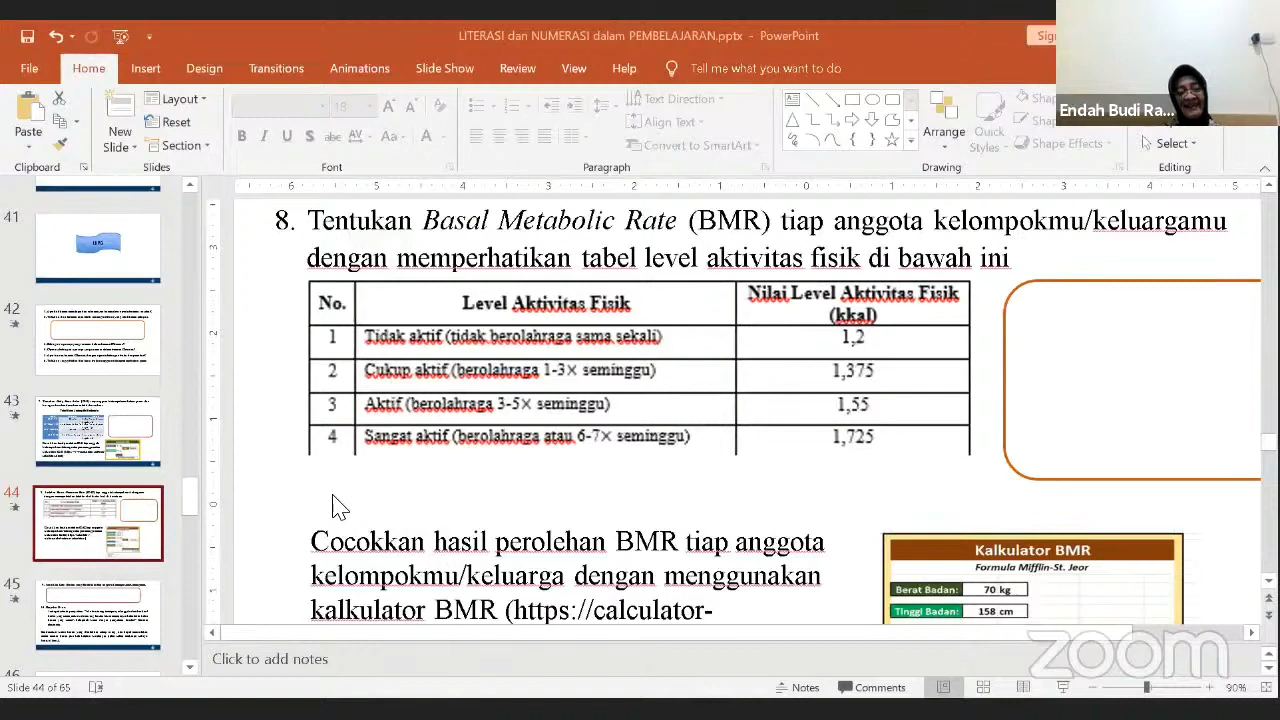 LITERASI dan NUMERASI dalam PEMBELAJARAN.pptx - PowerPoint
Sig
File Home Insert Design Transitions Animations Slide Show Review View Help Tell me what you want to do
Endah Budi Ra...
Paste
New
Slide
Layout
Reset
Section
18
Text Direction
Align Text
Convert to SmartArt
Arrange
Quick
Styles
Shape Effects
Select
Clipboard Slides Font Paragraph Drawing Editing
41
42
43
44
45
46
8. Tentukan Basal Metabolic Rate (BMR) tiap anggota kelompokmu/keluargamu
dengan memperhatikan tabel level aktivitas fisik di bawah ini
No. Level Aktivitas Fisik Nilai Level Aktivitas Fisik
(kkal)
1 Tidak aktif (tidak berolahraga sama sekali) 1,2
2 Cukup aktif (berolahraga 1-3× seminggu) 1,375
3 Aktif (berolahraga 3-5× seminggu) 1,55
4 Sangat aktif (berolahraga atau 6-7× seminggu) 1,725
Cocokkan hasil perolehan BMR tiap anggota
kelompokmu/keluarga dengan menggunakan
kalkulator BMR (https://calculator-
Kalkulator BMR
Formula Mifflin-St. Jeor
Berat Badan: 70 kg
Tinggi Badan: 158 cm
Click to add notes
zoom
Slide 44 of 65 Notes Comments 90%